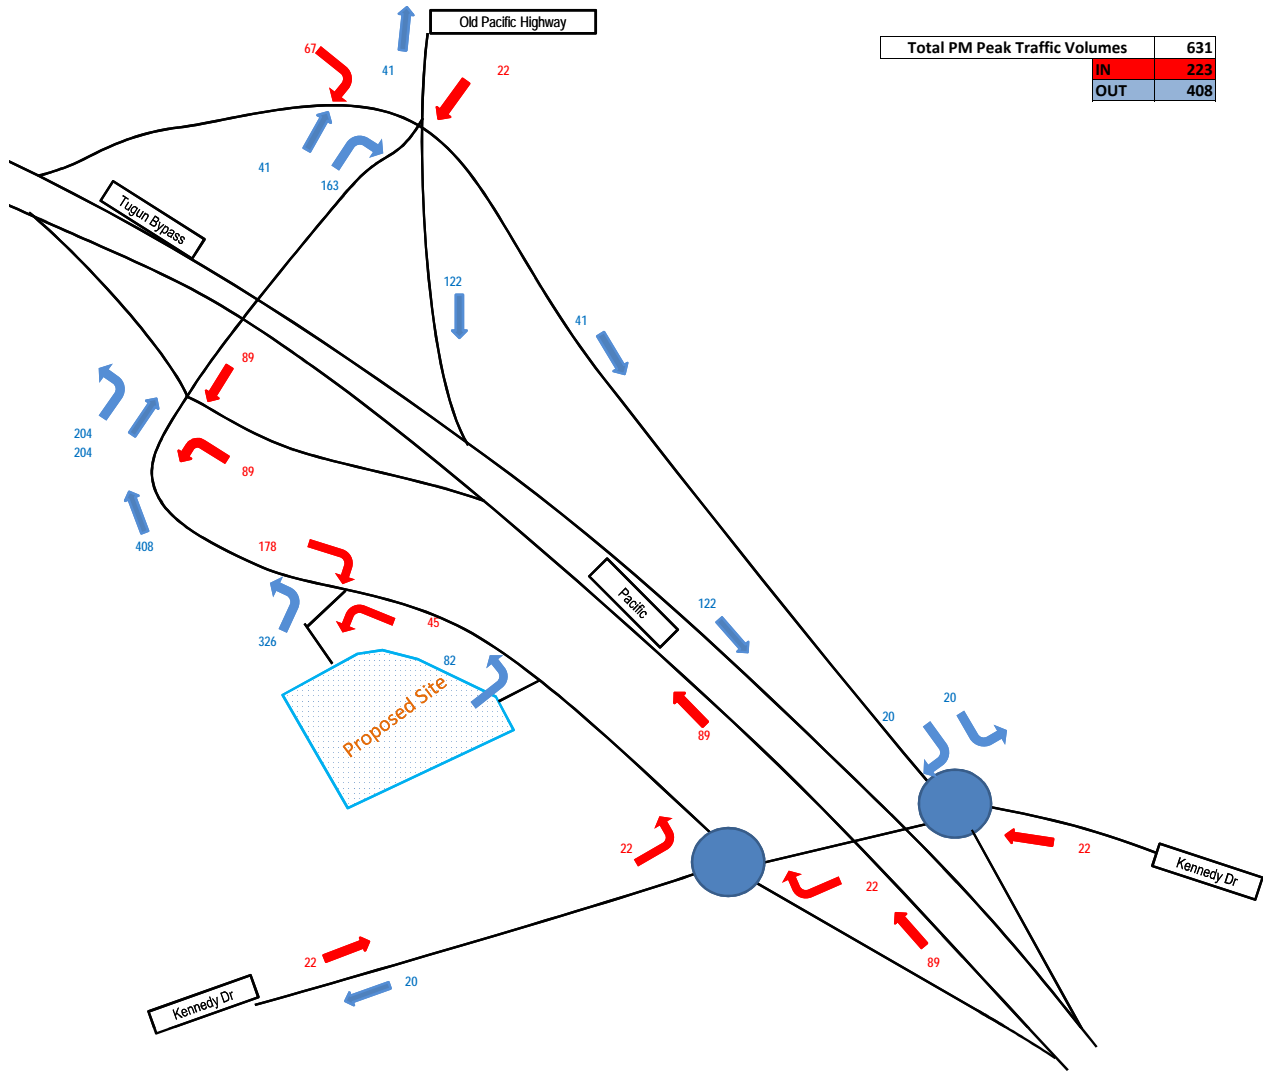 Old Pacific Highway
Total PM Peak Traffic Volumes 631
IN 223
OUT 408
67
41
22
41
163
Tugun Bypass
122
41
89
204
204
89
408
178
Pacific
122
326
45
82
Proposed Site
20
20
89
22
22
Kennedy Dr
22
89
22
20
Kennedy Dr